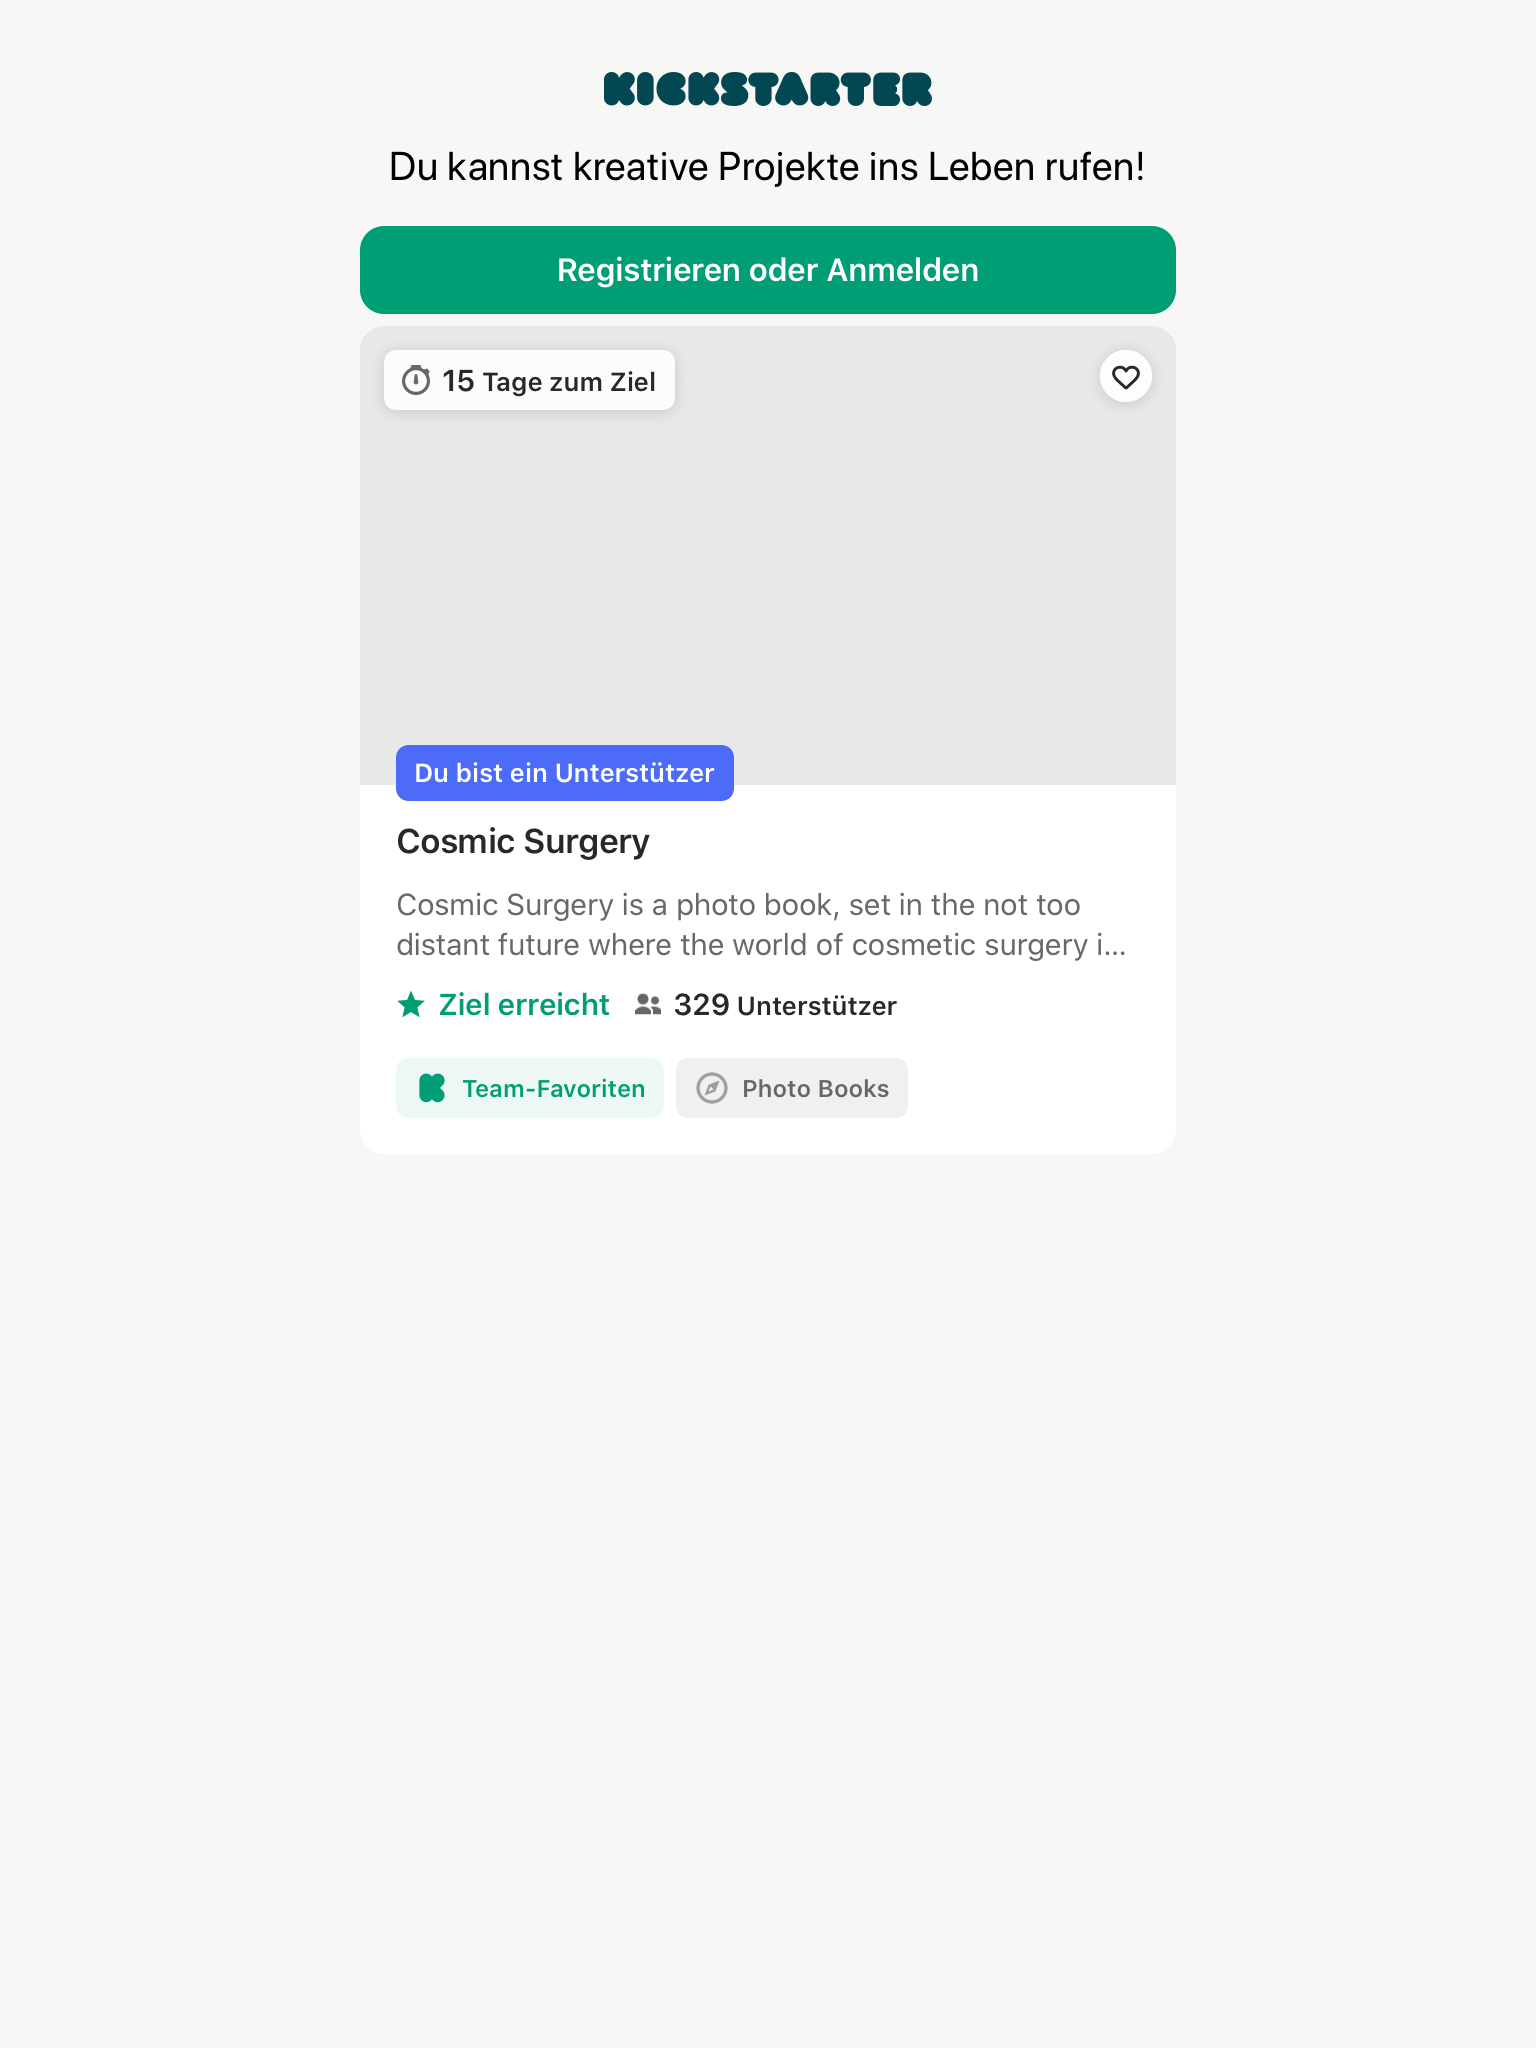 KICKSTARTER
Du kannst kreative Projekte ins Leben rufen!
Registrieren oder Anmelden
15 Tage zum Ziel
Du bist ein Unterstützer
Cosmic Surgery
Cosmic Surgery is a photo book, set in the not too
distant future where the world of cosmetic surgery i...
Ziel erreicht 329 Unterstützer
Team-Favoriten Photo Books